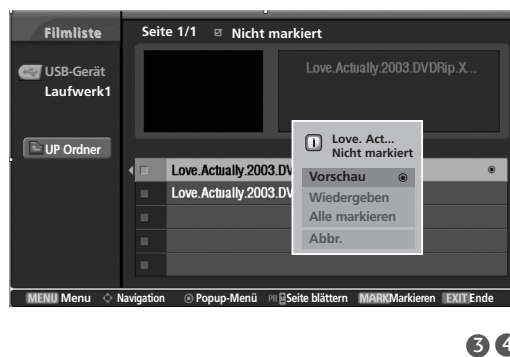 Filmliste
Seite 1/1 Nicht markiert
USB-Gerät
Laufwerk1
Love.Actually.2003.DVDRip.X...
UP Ordner
Love. Act...
Nicht markiert
Love.Actually.2003.DV
Love.Actually.2003.DV
Vorschau
Wiedergeben
Alle markieren
Abbr.
MENU Menu Navigation Popup-Menü PR Seite blättern MARK Markieren EXIT Ende
3 4